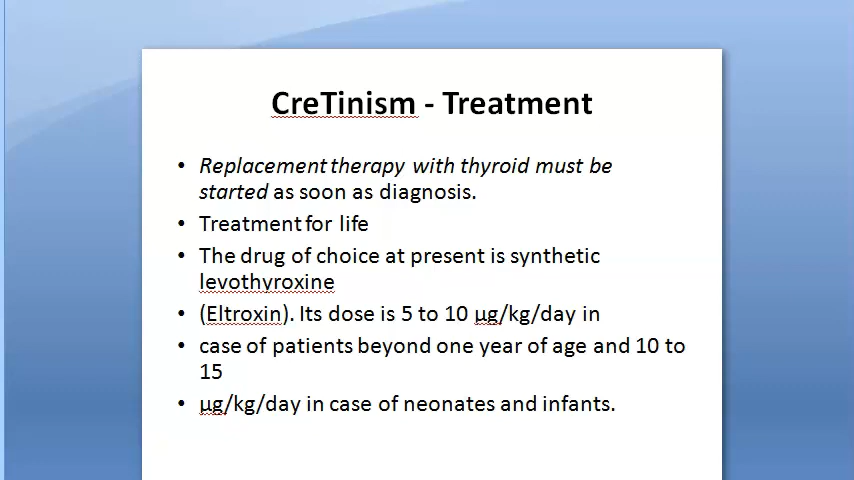 CreTinism - Treatment
• Replacement therapy with thyroid must be
started as soon as diagnosis.
• Treatment for life
• The drug of choice at present is synthetic
levothyroxine
• (Eltroxin). Its dose is 5 to 10 µg/kg/day in
• case of patients beyond one year of age and 10 to
15
• µg/kg/day in case of neonates and infants.